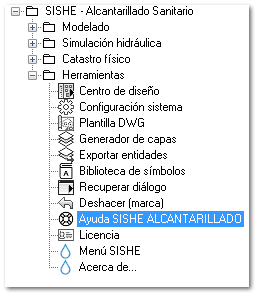 SISHE - Alcantarillado Sanitario
Modelado
Simulación hidráulica
Catastro físico
Herramientas
Centro de diseño
Configuración sistema
Plantilla DWG
Generador de capas
Exportar entidades
Biblioteca de símbolos
Recuperar diálogo
Deshacer (marca)
Ayuda SISHE ALCANTARILLADO
Licencia
Menú SISHE
Acerca de...